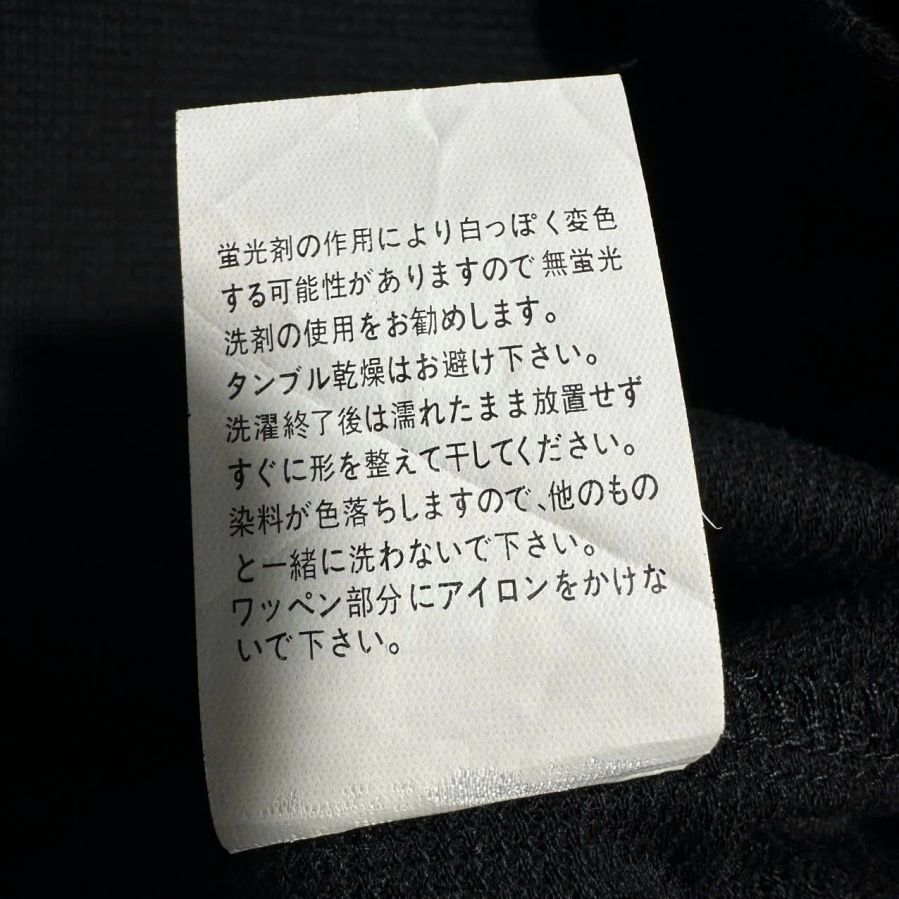 蛍光剤の作用により白っぽく変色
する可能性がありますので無蛍光
洗剤の使用をお勧めします。
タンブル乾燥はお避け下さい。
洗濯終了後は濡れたまま放置せず
すぐに形を整えて干してください。
染料が色落ちしますので、他のもの
と一緒に洗わないで下さい。
ワッペン部分にアイロンをかけな
いで下さい。